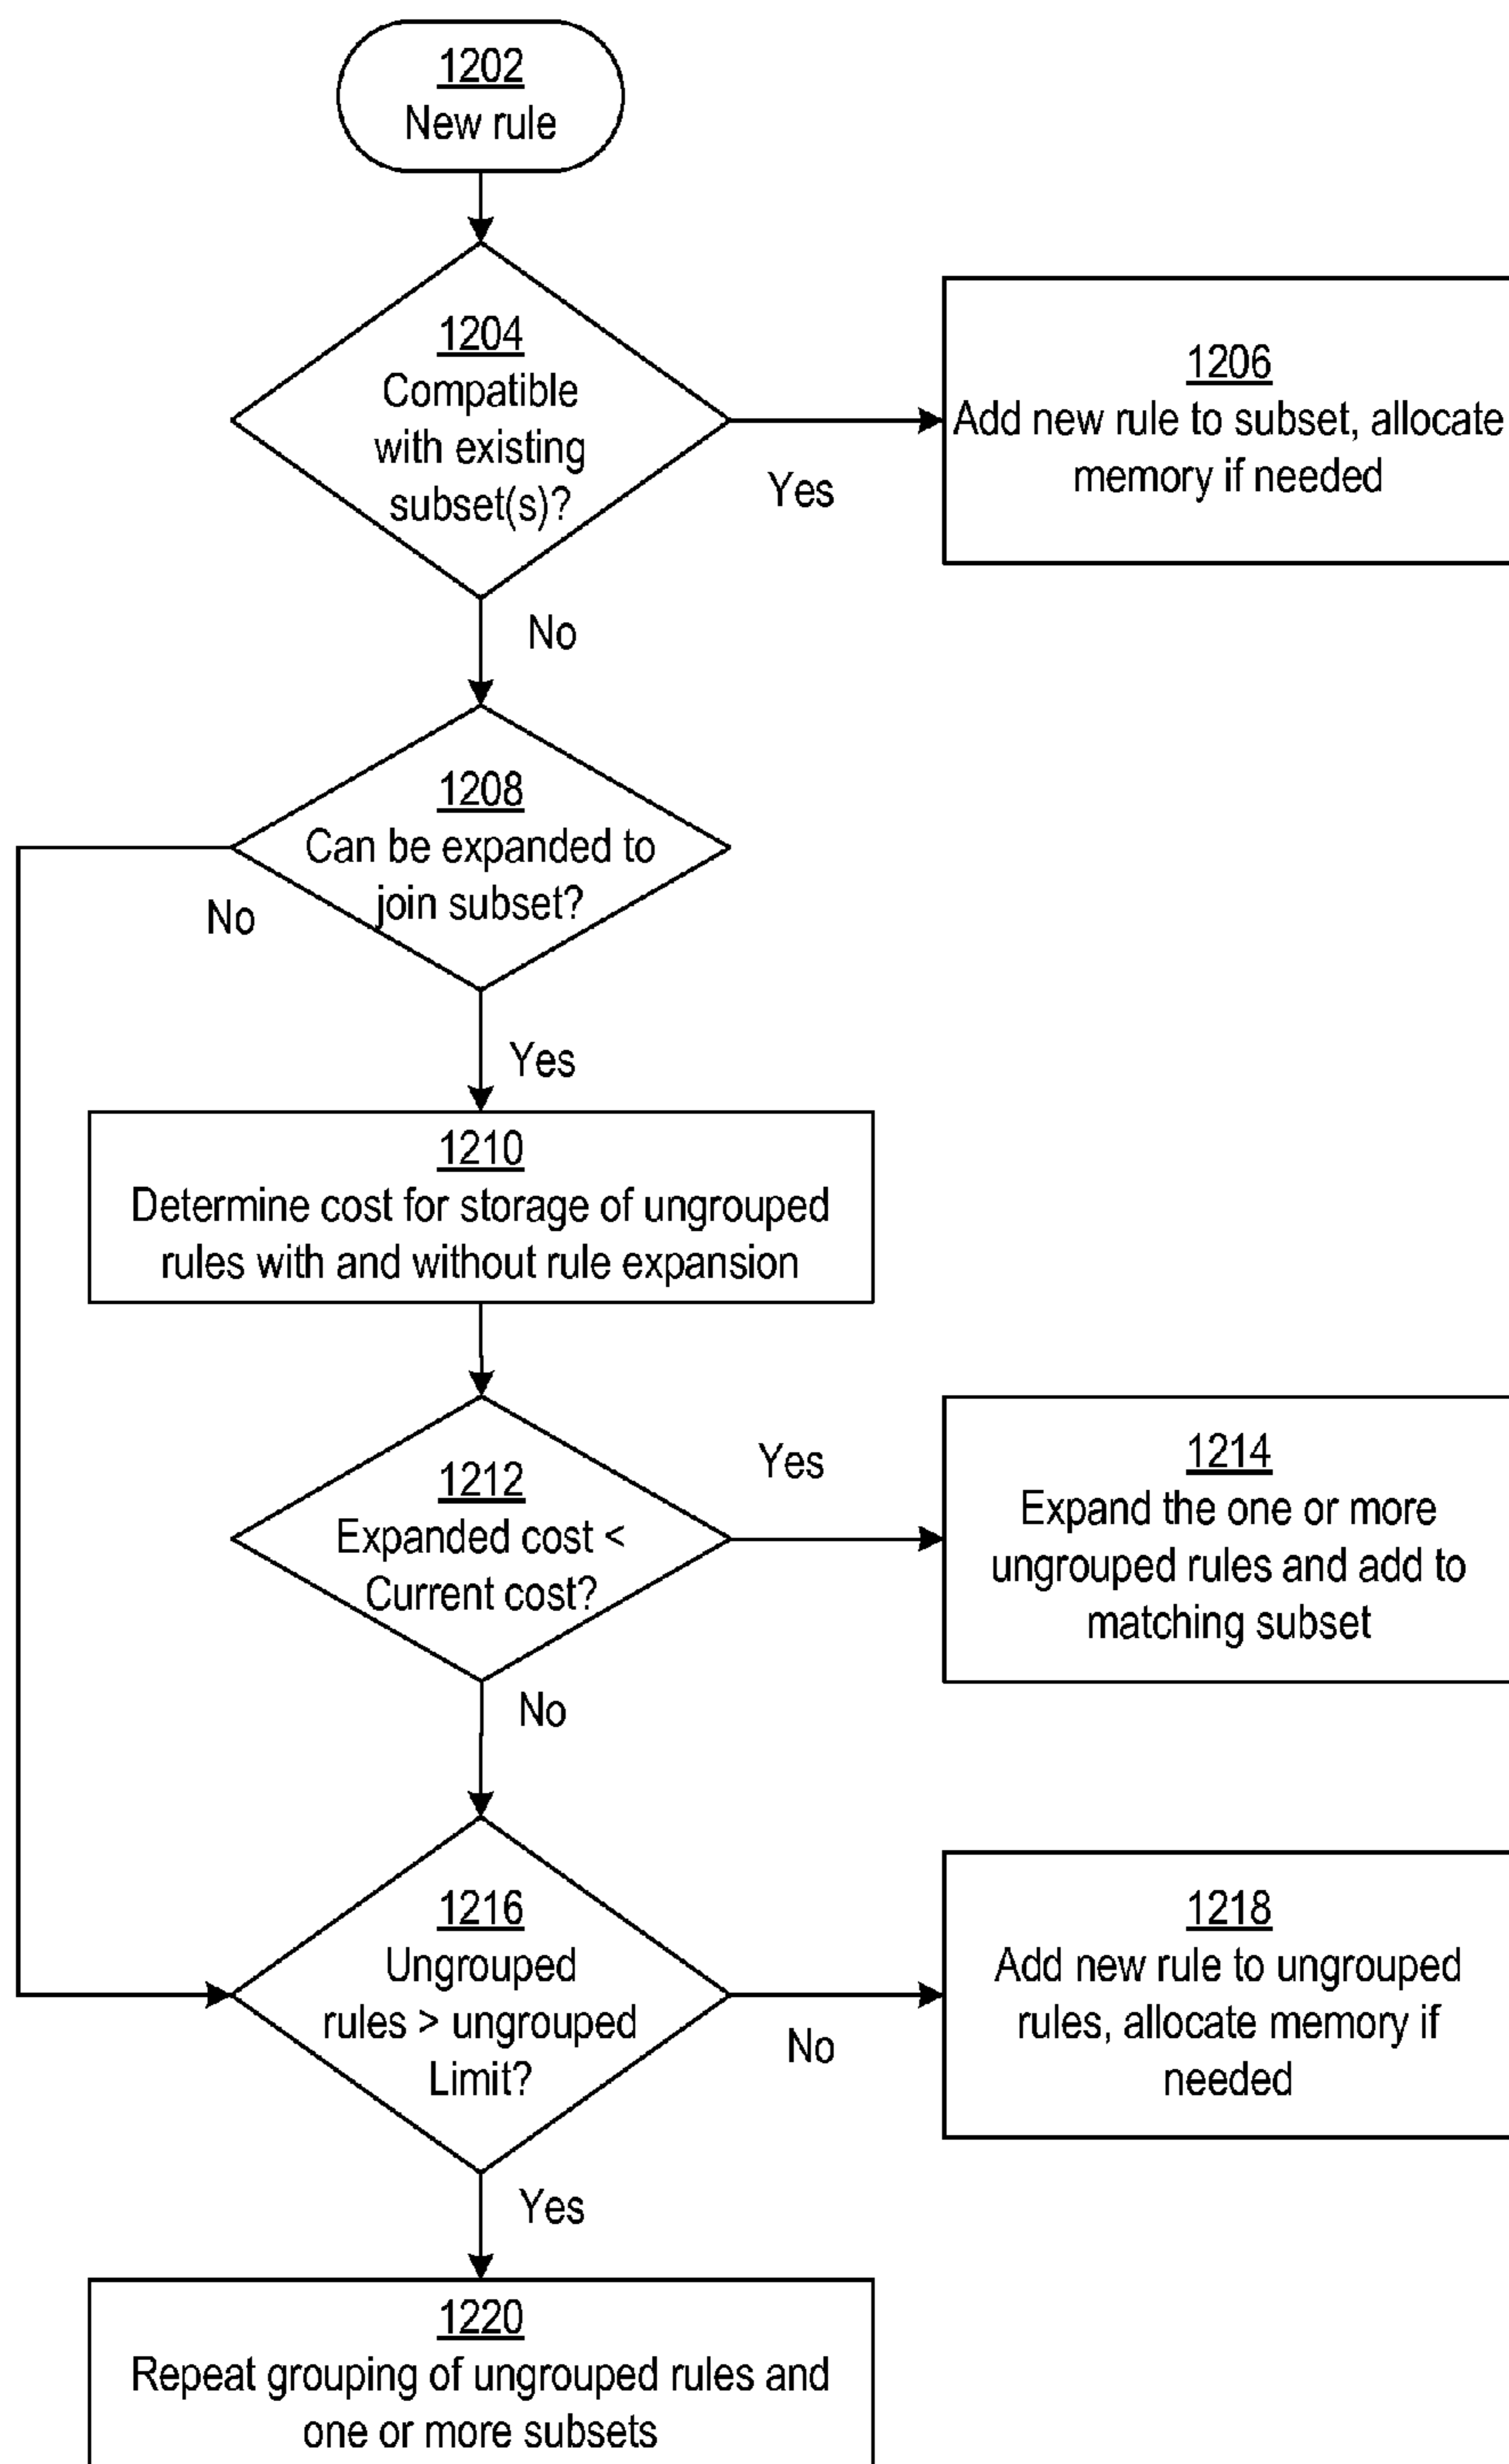 1202
New rule
1204
Compatible
with existing
subset(s)?
Yes
1206
Add new rule to subset, allocate
memory if needed
No
1208
Can be expanded to
join subset?
No
Yes
1210
Determine cost for storage of ungrouped
rules with and without rule expansion
1212
Expanded cost <
Current cost?
Yes
1214
Expand the one or more
ungrouped rules and add to
matching subset
No
1216
Ungrouped
rules > ungrouped
Limit?
No
1218
Add new rule to ungrouped
rules, allocate memory if
needed
Yes
1220
Repeat grouping of ungrouped rules and
one or more subsets